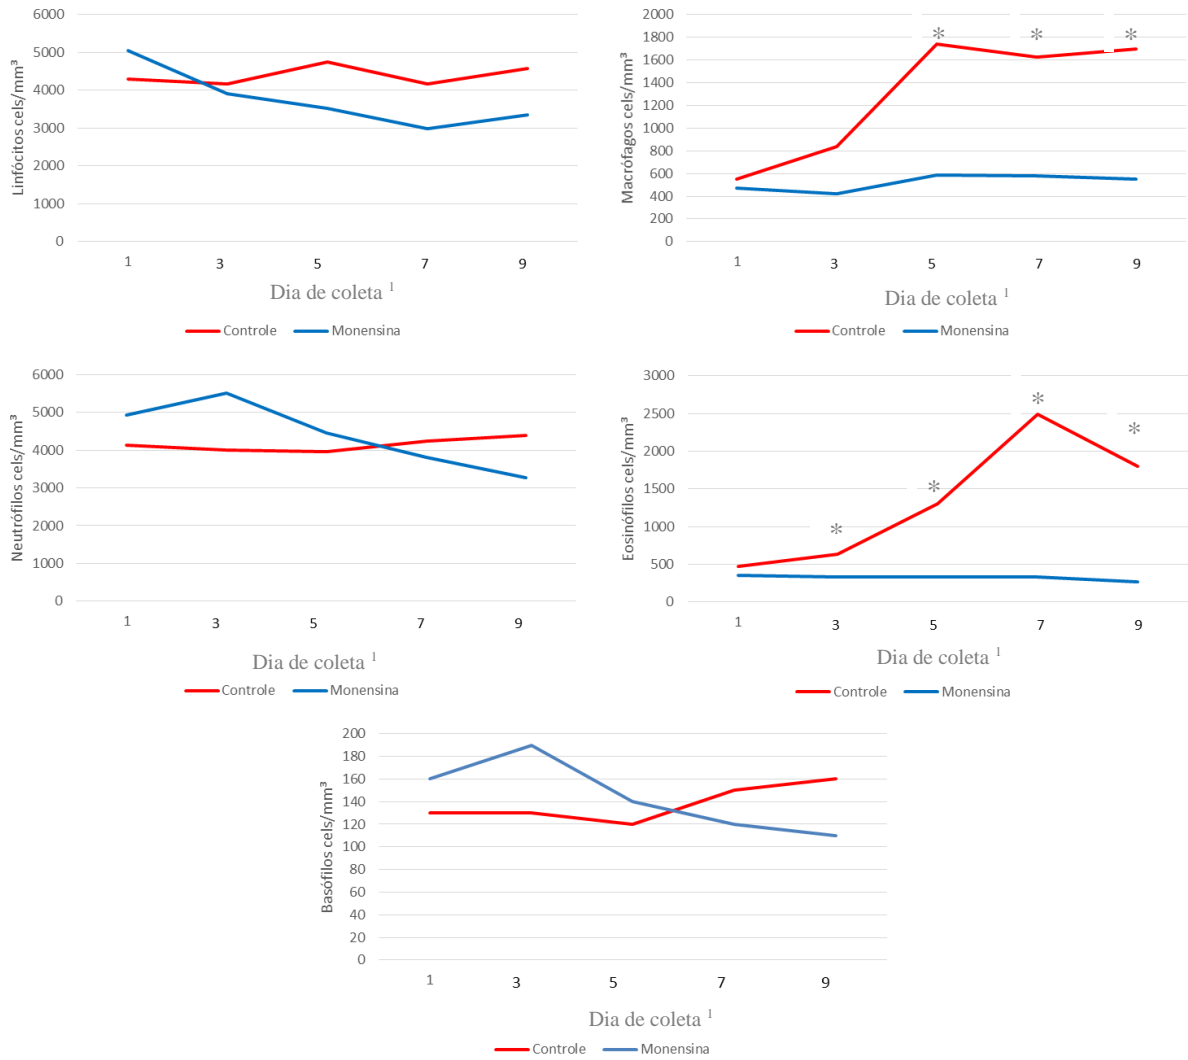 6000
5000
4000
3000
2000
1000
0
Linfócitos cels/mm³
1 3 5 7 9
Dia de coleta ¹
Controle Monensina
2000
1800
1600
1400
1200
1000
800
600
400
200
0
Macrófagos cels/mm³
* * *
1 3 5 7 9
Dia de coleta ¹
Controle Monensina
6000
5000
4000
3000
2000
1000
0
Neutrófilos cels/mm³
1 3 5 7 9
Dia de coleta ¹
Controle Monensina
3000
2500
2000
1500
1000
500
0
Eosinófilos cels/mm³
* * * *
1 3 5 7 9
Dia de coleta ¹
Controle Monensina
200
180
160
140
120
100
80
60
40
20
0
Basófilos cels/mm³
1 3 5 7 9
Dia de coleta ¹
Controle Monensina